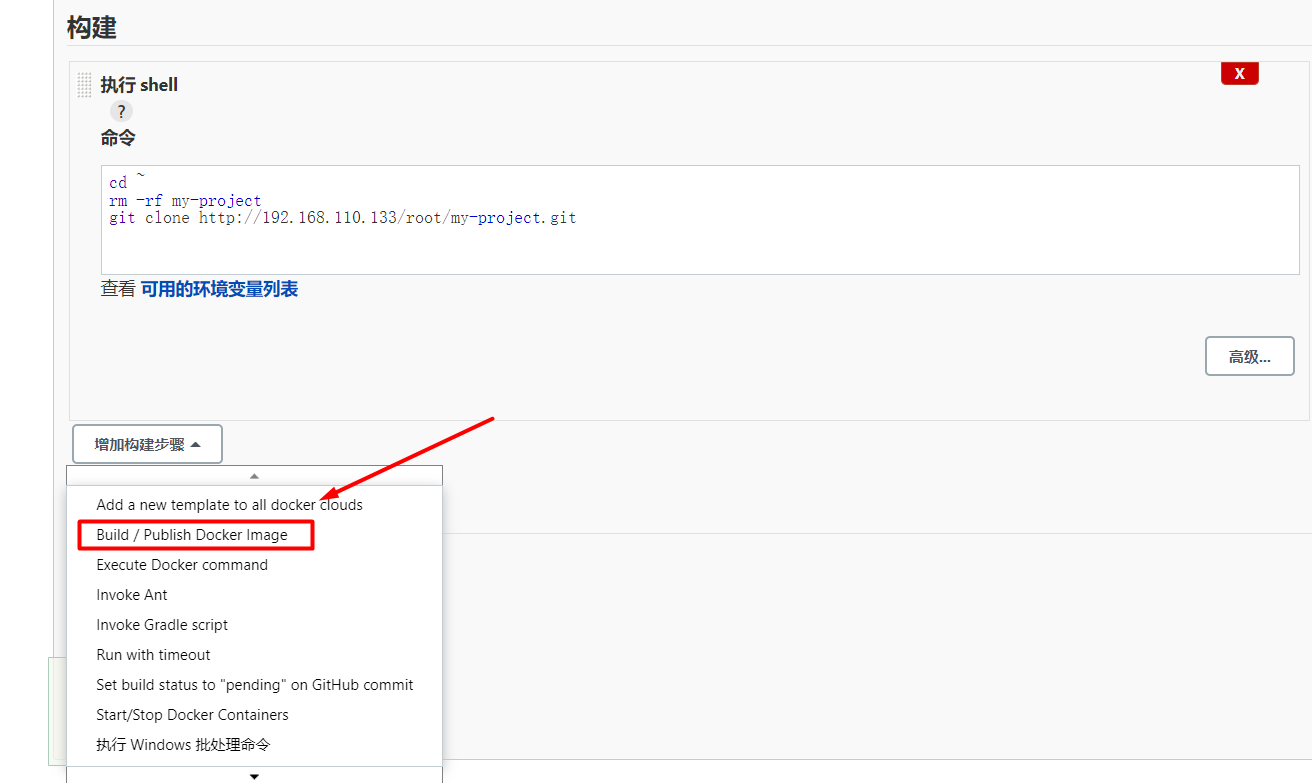 构建
执行 shell
X
?
命令
cd ~
rm -rf my-project
git clone http://192.168.110.133/root/my-project.git
查看 可用的环境变量列表
高级...
增加构建步骤
Add a new template to all docker clouds
Build / Publish Docker Image
Execute Docker command
Invoke Ant
Invoke Gradle script
Run with timeout
Set build status to "pending" on GitHub commit
Start/Stop Docker Containers
执行 Windows 批处理命令